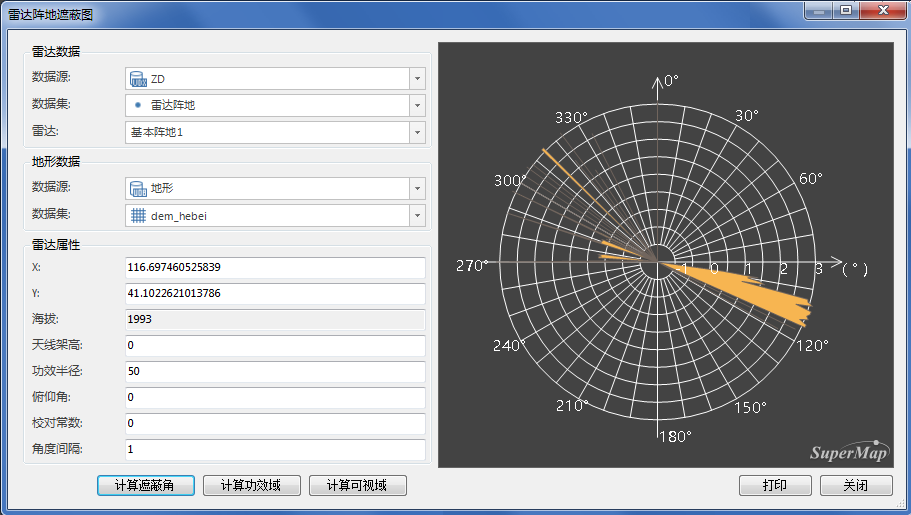 雷达阵地遮蔽图
雷达数据
数据源: ZD
数据集: 雷达阵地
雷达: 基本阵地1
地形数据
数据源: 地形
数据集: dem_hebei
雷达属性
X: 116.697460525839
Y: 41.1022621013786
海拔: 1993
天线架高: 0
功效半径: 50
俯仰角: 0
校对常数: 0
角度间隔: 1
计算遮蔽角 计算功效域 计算可视域
0°
330° 30°
300° 60°
270° -1 0 1 2 3 (°)
240° 120°
210° 150°
180°
SuperMap
打印 关闭